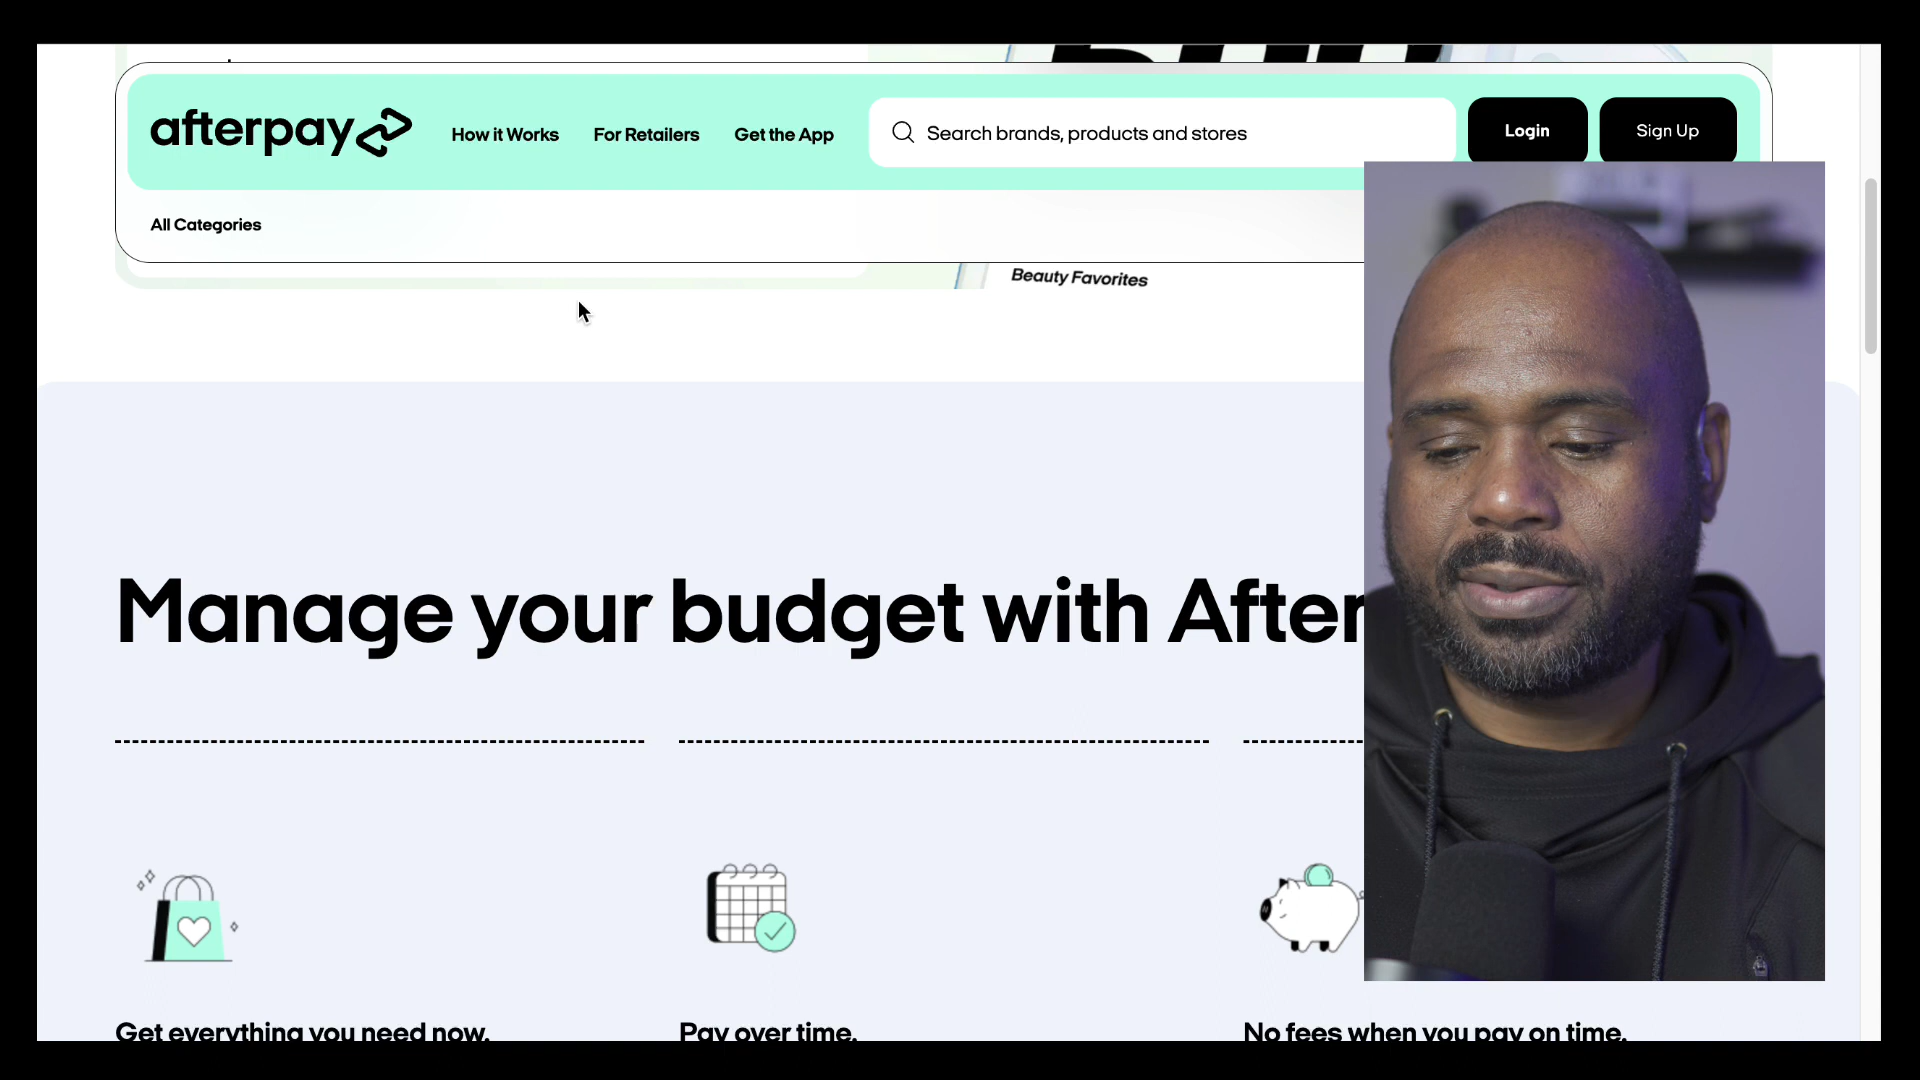 afterpay
How it Works
For Retailers
Get the App
Search brands, products and stores
Login
Sign Up
All Categories
Beauty Favorites
Manage your budget with After
Get everything you need now.
Pay over time.
No fees when you pay on time.